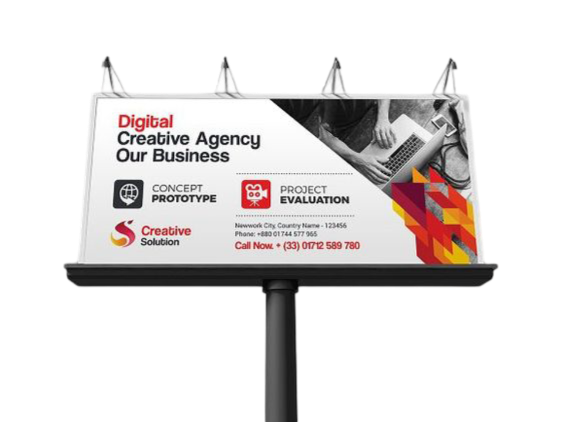 Digital
Creative Agency
Our Business
CONCEPT
PROTOTYPE
PROJECT
EVALUATION
Creative
Solution
Newwork City, Country Name - 123456
Phone: +880 01744 577 965
Call Now. + (33) 01712 589 780